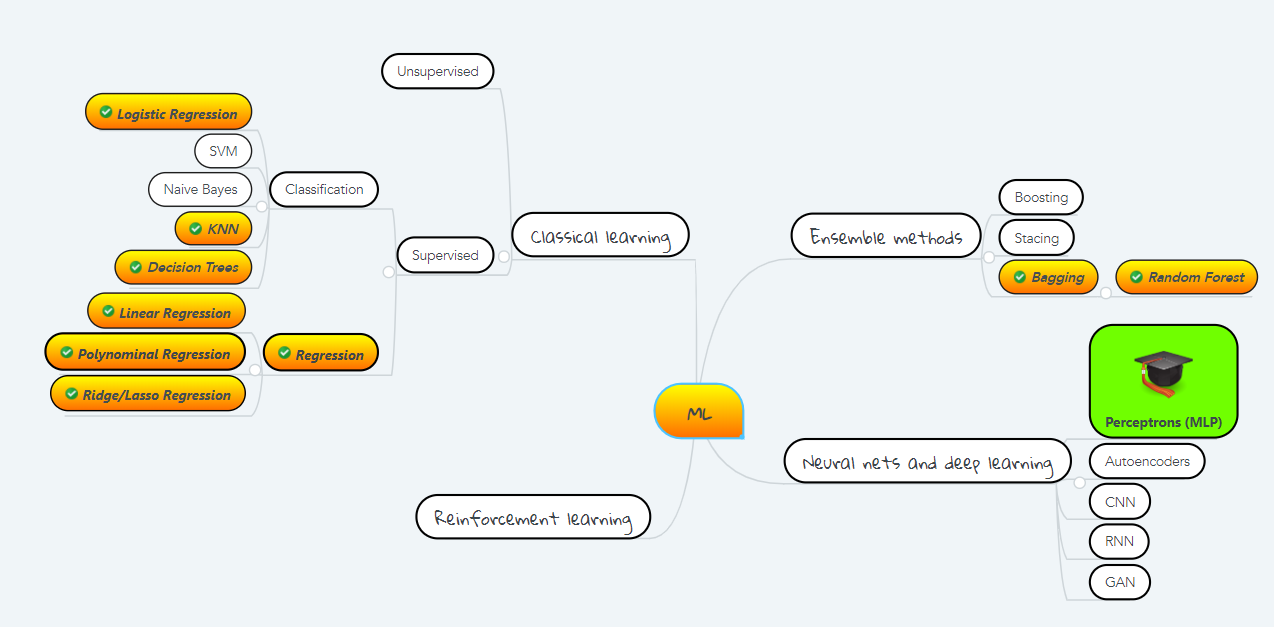 Unsupervised
Logistic Regression
SVM
Naive Bayes
KNN
Decision Trees
Classification
Linear Regression
Polynominal Regression
Ridge/Lasso Regression
Regression
Supervised
Classical learning
Ensemble methods
Boosting
Stacing
Bagging
Random Forest
ML
Neural nets and deep learning
Perceptrons (MLP)
Autoencoders
CNN
RNN
GAN
Reinforcement learning